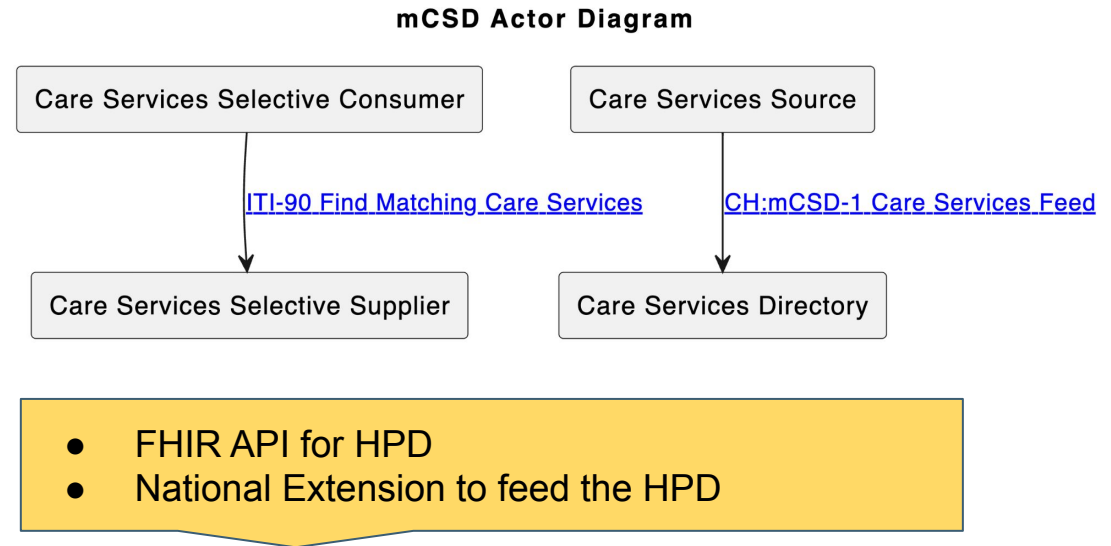 mCSD Actor Diagram
Care Services Selective Consumer
Care Services Source
ITI-90 Find Matching Care Services
CH:mCSD-1 Care Services Feed
Care Services Selective Supplier
Care Services Directory
● FHIR API for HPD
● National Extension to feed the HPD